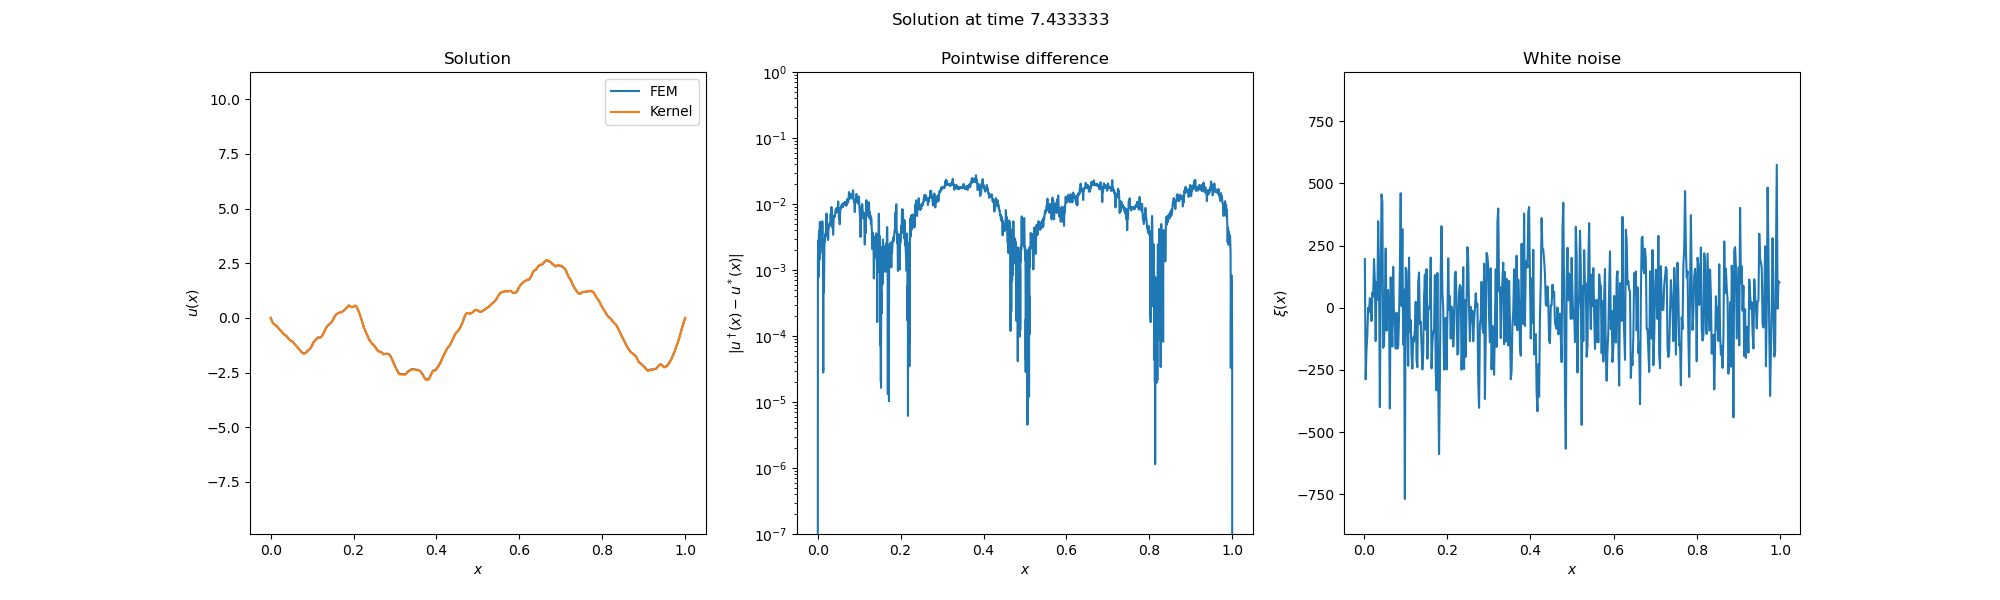 Solution at time 7.433333
Solution
10.0
7.5
5.0
2.5
0.0
−2.5
−5.0
−7.5
u(x)
FEM
Kernel
0.0 0.2 0.4 0.6 0.8 1.0
x
Pointwise difference
10⁰
10⁻¹
10⁻²
10⁻³
10⁻⁴
10⁻⁵
10⁻⁶
10⁻⁷
|u†(x) − u*(x)|
0.0 0.2 0.4 0.6 0.8 1.0
x
White noise
750
500
250
0
−250
−500
−750
ξ(x)
0.0 0.2 0.4 0.6 0.8 1.0
x